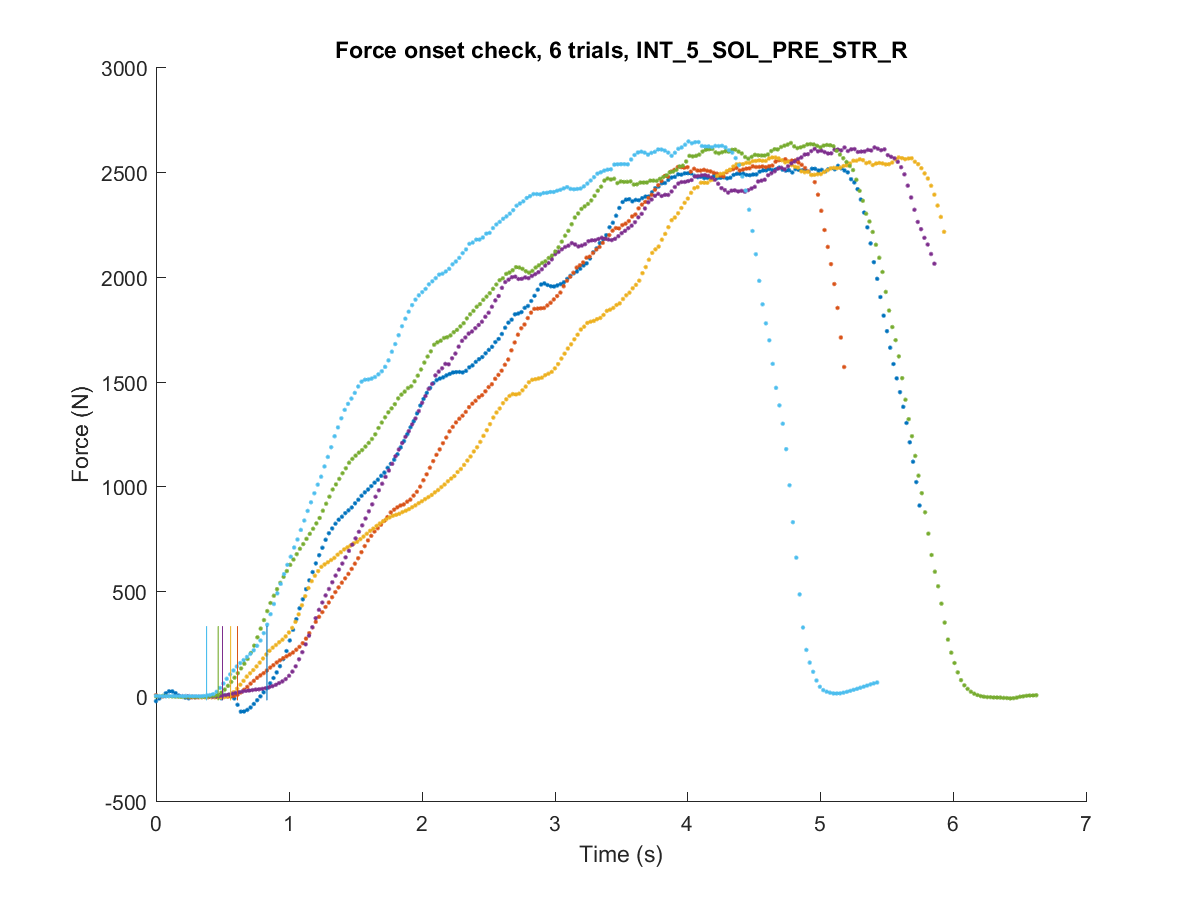 Force onset check, 6 trials, INT_5_SOL_PRE_STR_R
3000
2500
2000
1500
1000
500
0
-500
Force (N)
0 1 2 3 4 5 6 7
Time (s)